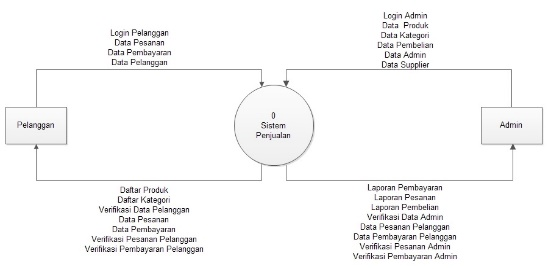 Login Pelanggan
Data Pesanan
Data Pembayaran
Data Pelanggan
Login Admin
Data Produk
Data Kategori
Data Pembelian
Data Admin
Data Supplier
Pelanggan
0
Sistem
Penjualan
Admin
Daftar Produk
Daftar Kategori
Verifikasi Data Pelanggan
Data Pesanan
Data Pembayaran
Verifikasi Pesanan Pelanggan
Verifikasi Pembayaran Pelanggan
Laporan Pembayaran
Laporan Pesanan
Laporan Pembelian
Verifikasi Data Admin
Data Pesanan Pelanggan
Data Pembayaran Pelanggan
Verifikasi Pesanan Admin
Verifikasi Pembayaran Admin